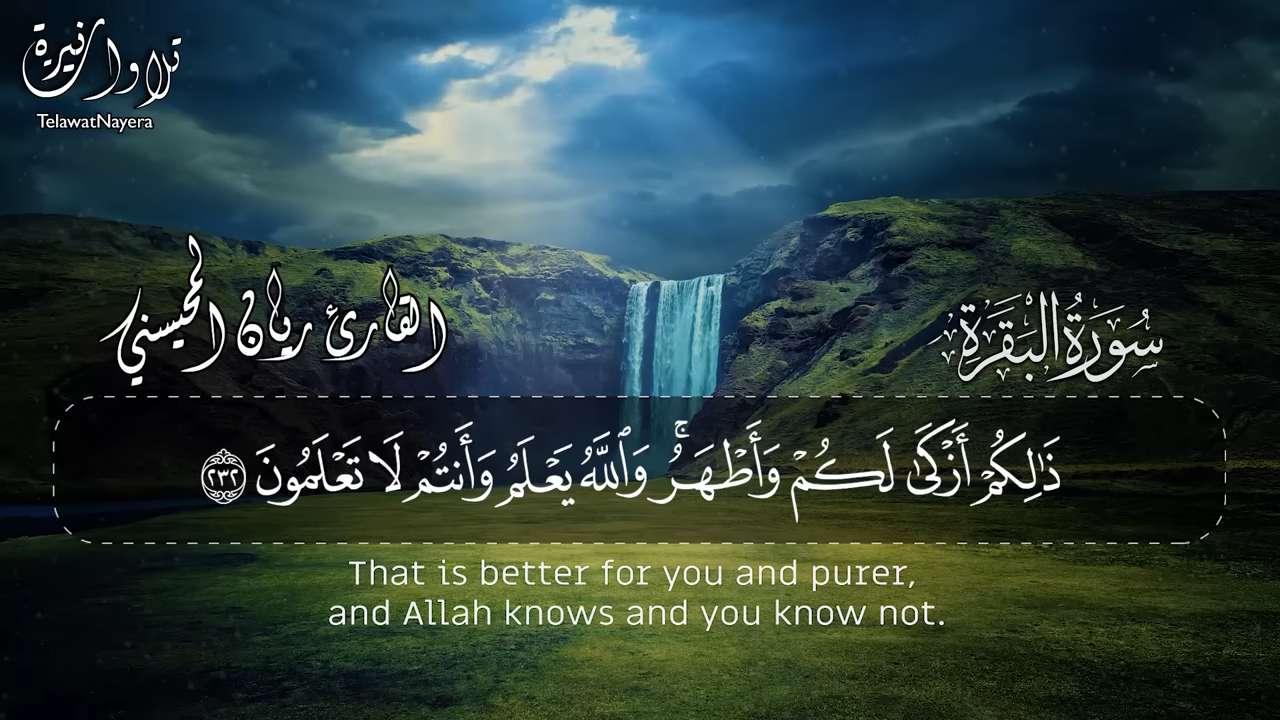 تلاوات نيرة
TelawatNayera
سُورَةُ البَقَرَةِ
القارئ ريان المحيسني
ذَٰلِكُمْ أَزْكَىٰ لَكُمْ وَأَطْهَرُ ۗ وَٱللَّهُ يَعْلَمُ وَأَنتُمْ لَا تَعْلَمُونَ ٢٣٢
That is better for you and purer,
and Allah knows and you know not.